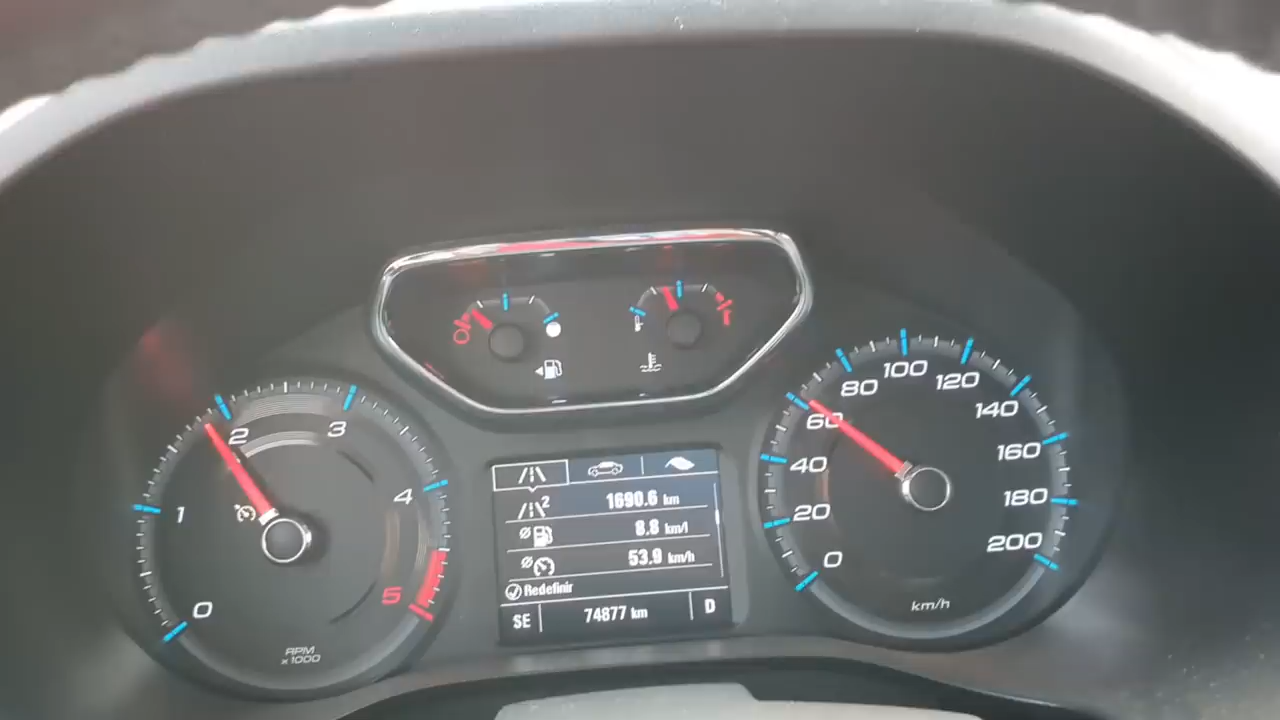 0
1
2
3
4
5
RPM
x1000
2
1690.6 km
Ø 8.8 km/l
Ø 53.9 km/h
Redefinir
SE 74877 km D
0
20
40
60
80
100
120
140
160
180
200
km/h